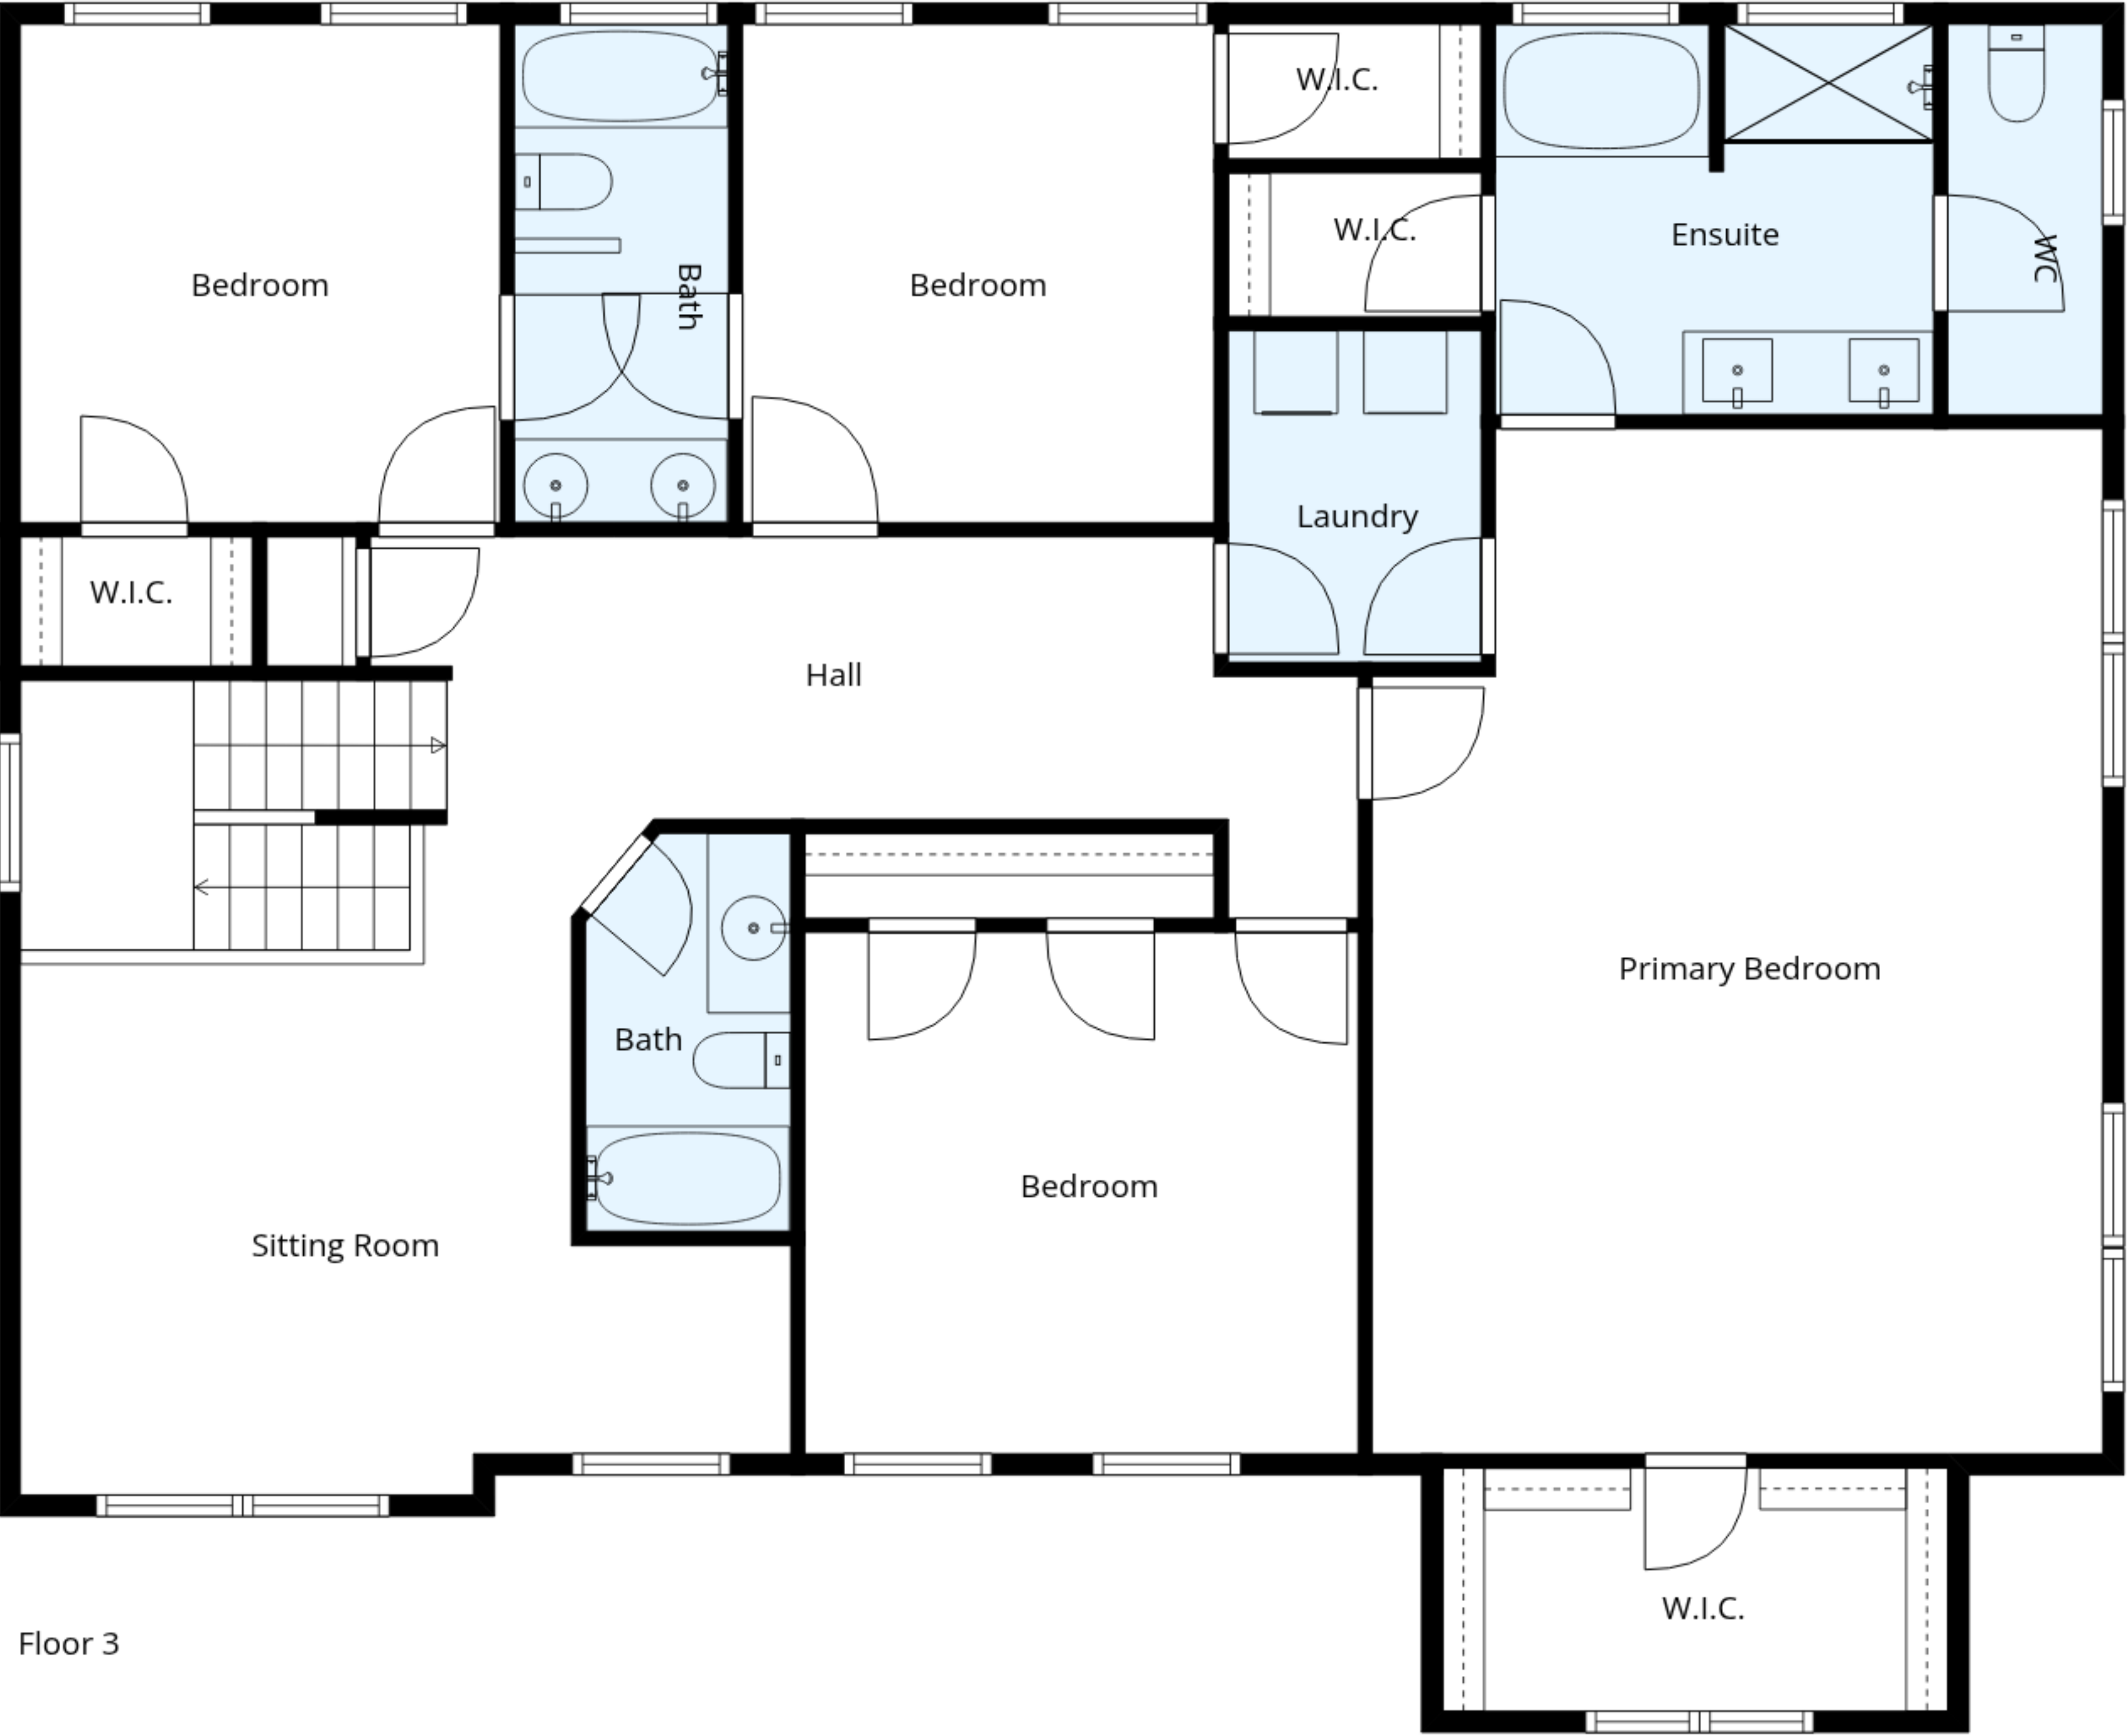 W.I.C.
W.I.C.
Ensuite
WC
Bedroom
Bath
Bedroom
Laundry
W.I.C.
Hall
Primary Bedroom
Bath
Bedroom
Sitting Room
W.I.C.
Floor 3